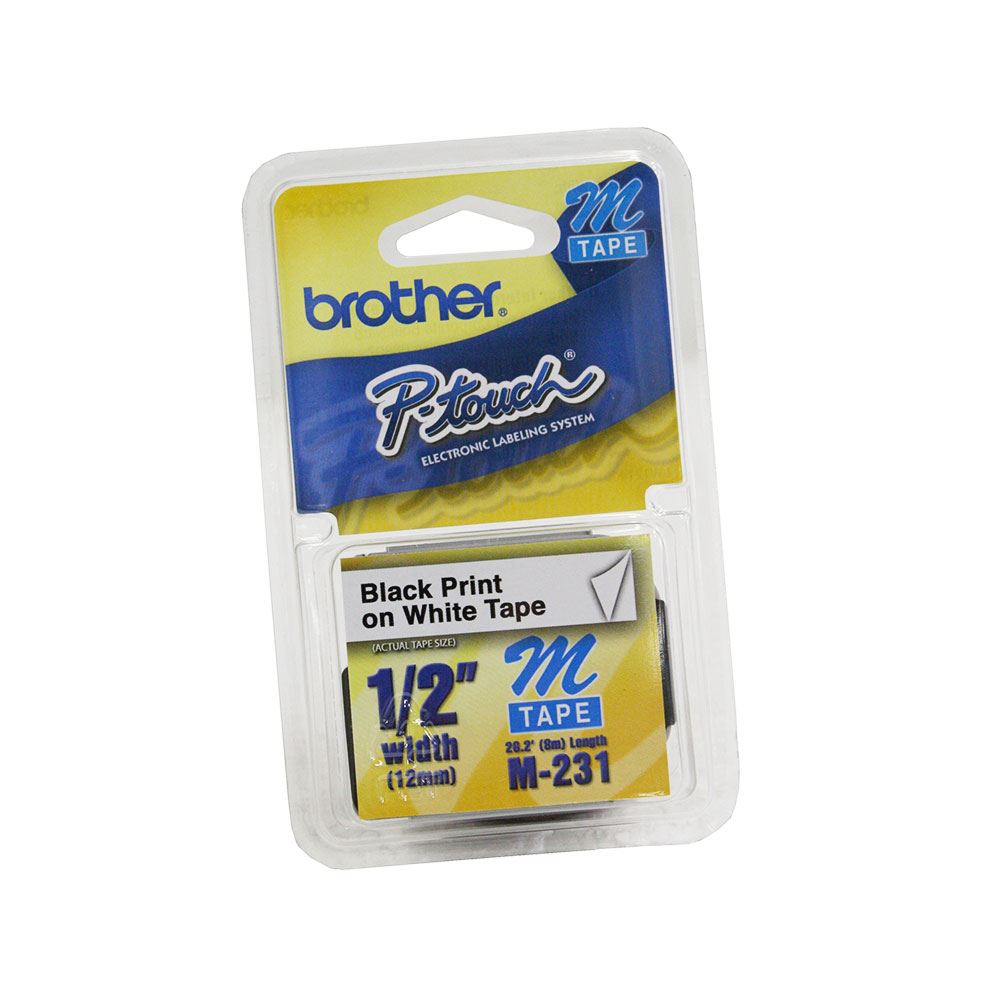 m
TAPE
brother®
P-touch®
ELECTRONIC LABELING SYSTEM
Black Print
on White Tape
(ACTUAL TAPE SIZE)
1/2"
width
(12mm)
m
TAPE
26.2' (8m) Length
M-231